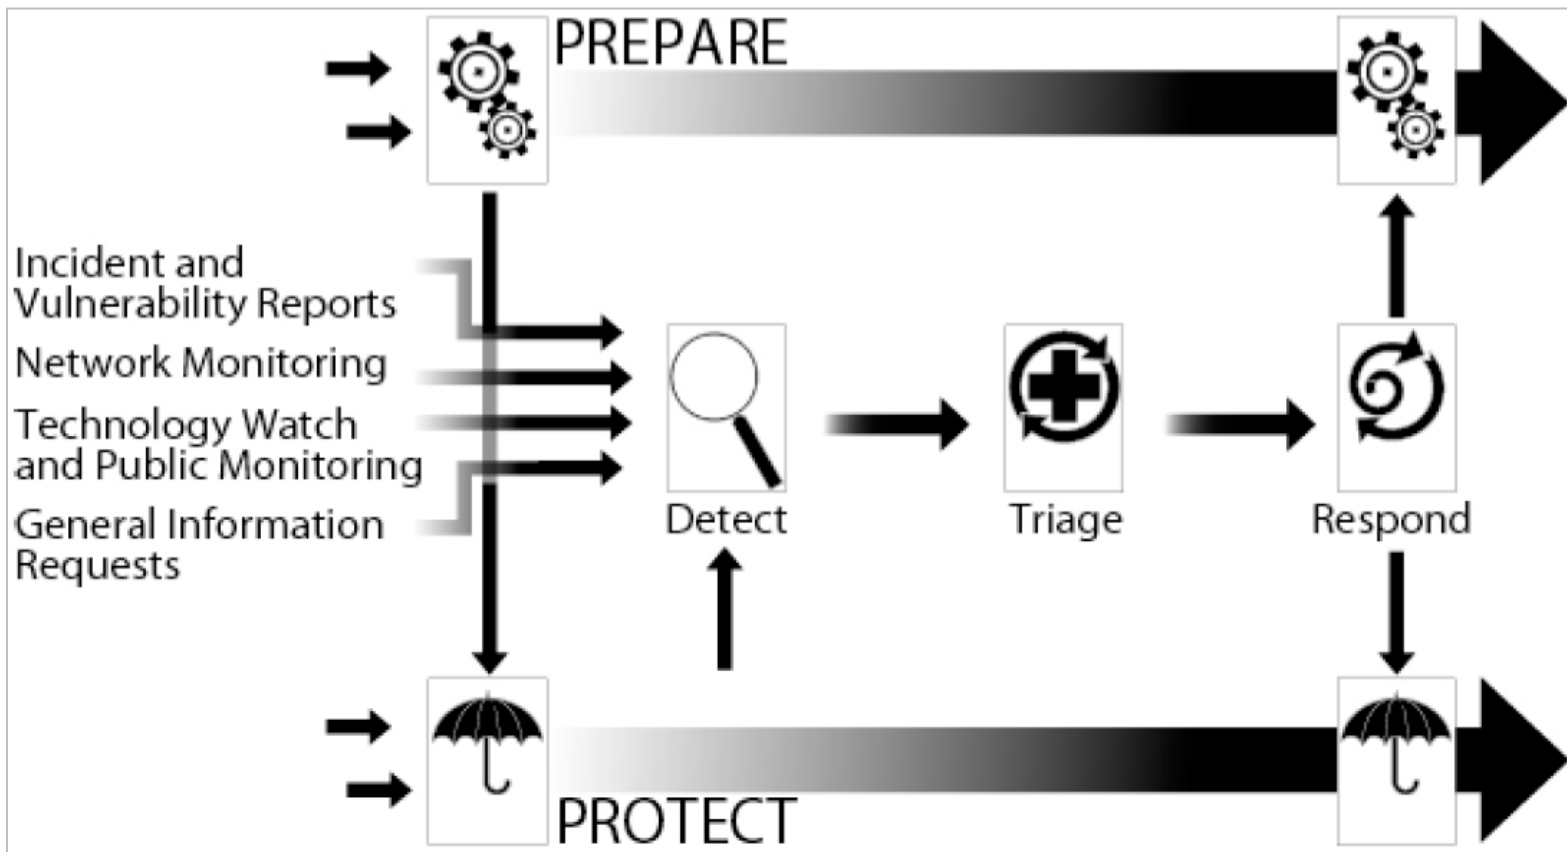 PREPARE
Incident and
Vulnerability Reports
Network Monitoring
Technology Watch
and Public Monitoring
General Information
Requests
Detect
Triage
Respond
PROTECT